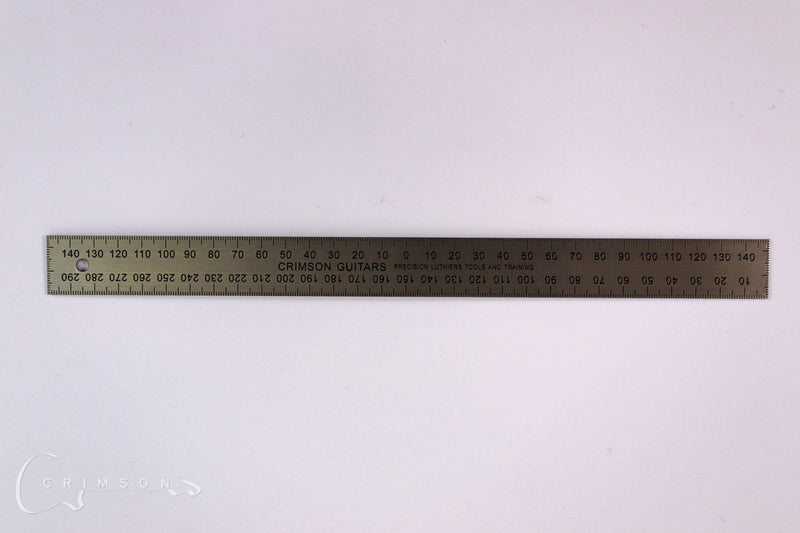 140 130 120 110 100 90 80 70 60 50 40 30 20 10 0 10 20 30 40 50 60 70 80 90 100 110 120 130 140
CRIMSON GUITARS PRECISION LUTHIERS TOOLS AND TRAINING
290 280 270 260 250 240 230 220 210 200 190 180 170 160 150 140 130 120 110 100 90 80 70 60 50 40 30 20 10
CRIMSON